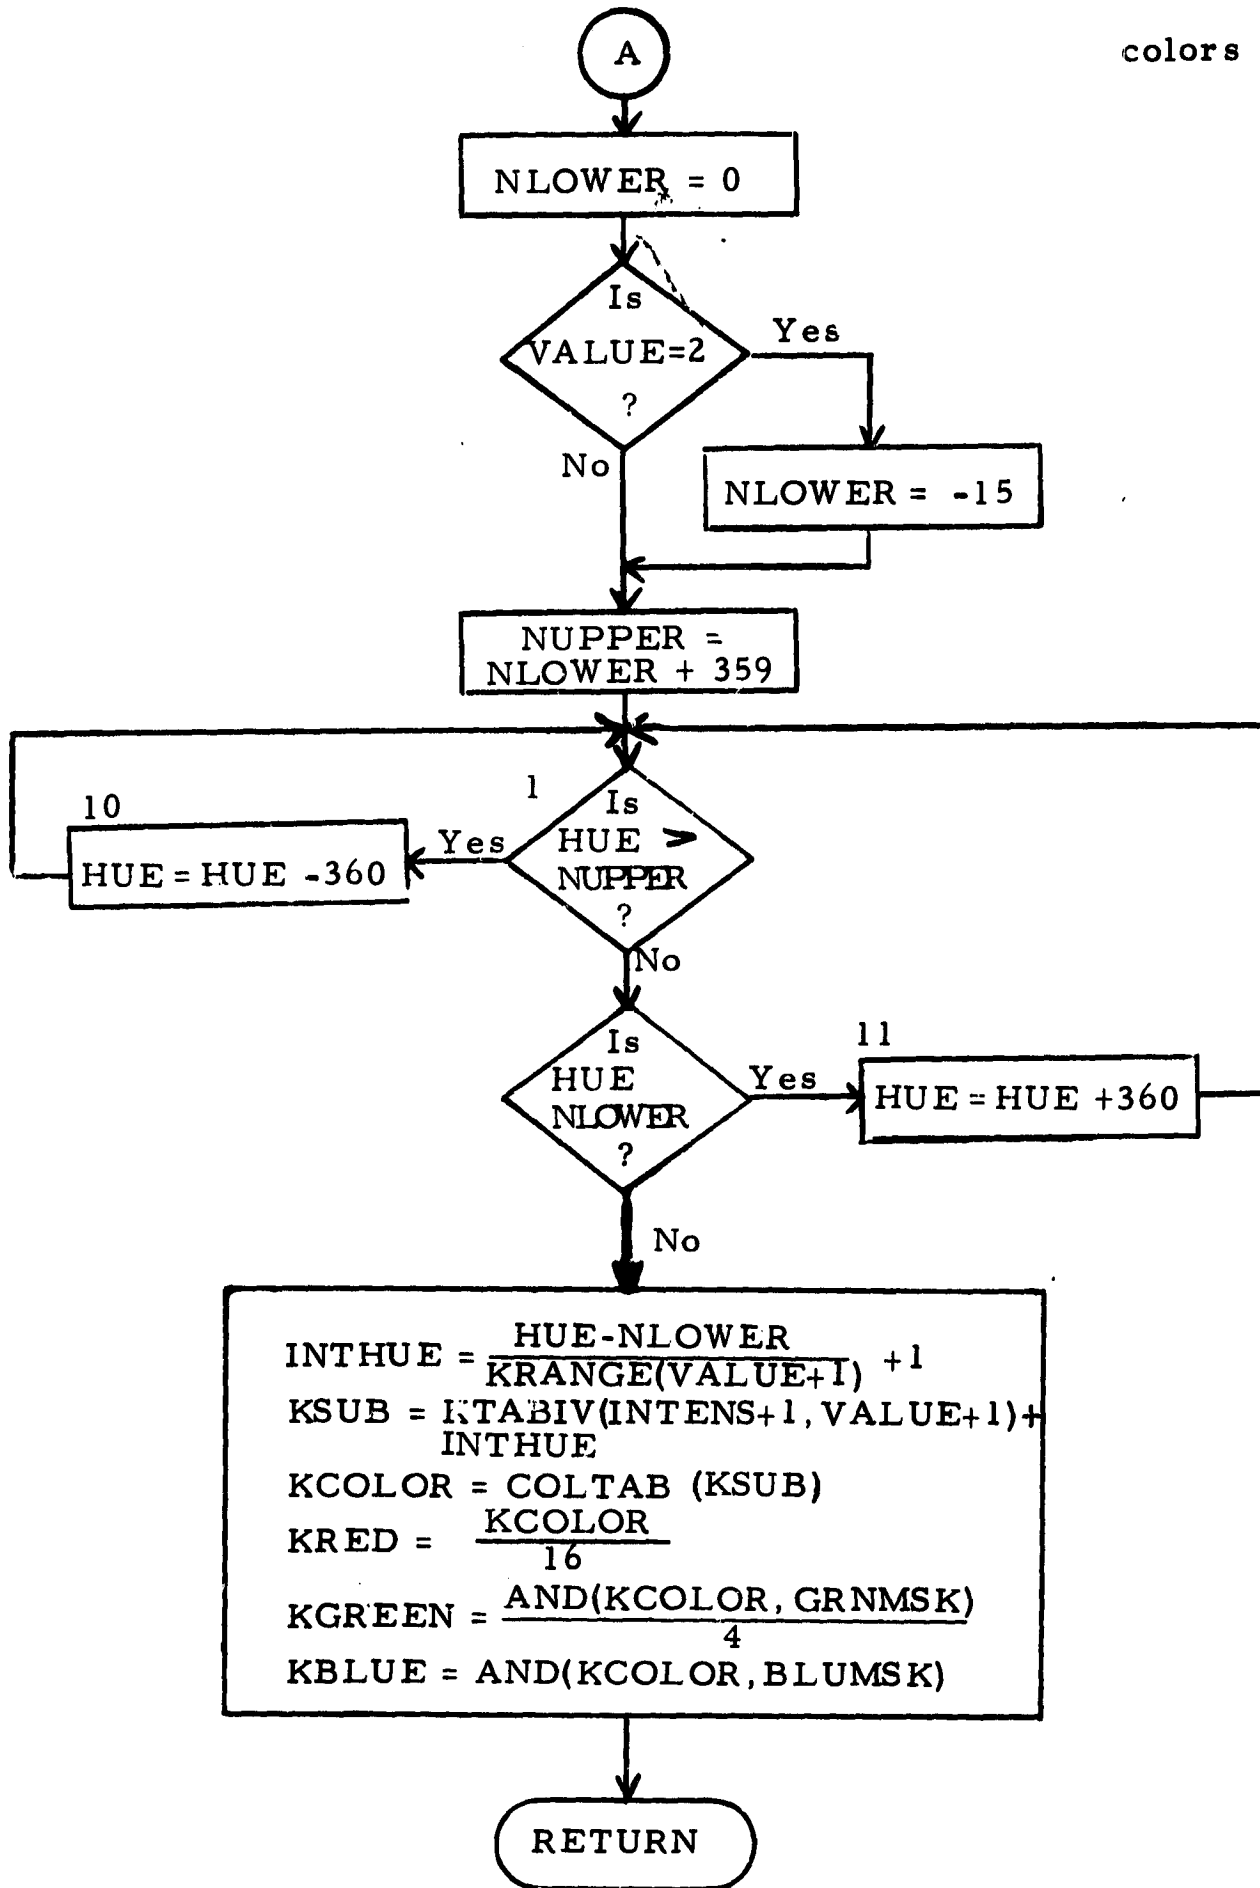 colors
A
NLOWER = 0
Is
VALUE=2
?
Yes
No
NLOWER = -15
NUPPER =
NLOWER + 359
1
Is
HUE >
NUPPER
?
Yes
10
HUE = HUE -360
No
Is
HUE
NLOWER
?
Yes
11
HUE = HUE +360
No
INTHUE = HUE-NLOWER / KRANGE(VALUE+1) +1
KSUB = KTABIV(INTENS+1, VALUE+1)+
INTHUE
KCOLOR = COLTAB (KSUB)
KRED = KCOLOR / 16
KGREEN = AND(KCOLOR, GRNMSK) / 4
KBLUE = AND(KCOLOR, BLUMSK)
RETURN